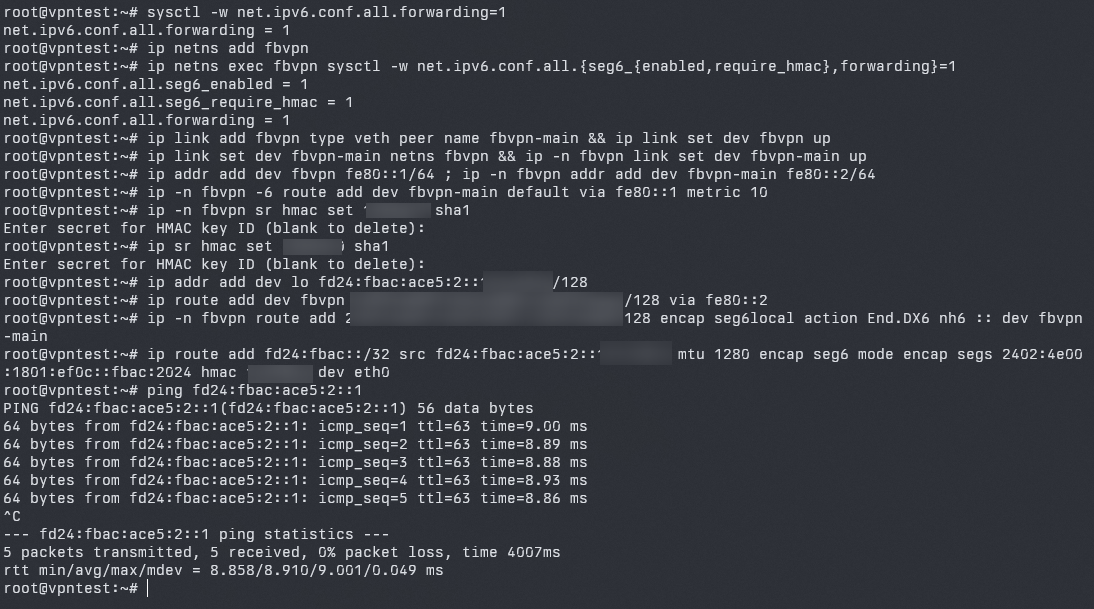 root@vpntest:~# sysctl -w net.ipv6.conf.all.forwarding=1
net.ipv6.conf.all.forwarding = 1
root@vpntest:~# ip netns add fbvpn
root@vpntest:~# ip netns exec fbvpn sysctl -w net.ipv6.conf.all.{seg6_{enabled,require_hmac},forwarding}=1
net.ipv6.conf.all.seg6_enabled = 1
net.ipv6.conf.all.seg6_require_hmac = 1
net.ipv6.conf.all.forwarding = 1
root@vpntest:~# ip link add fbvpn type veth peer name fbvpn-main && ip link set dev fbvpn up
root@vpntest:~# ip link set dev fbvpn-main netns fbvpn && ip -n fbvpn link set dev fbvpn-main up
root@vpntest:~# ip addr add dev fbvpn fe80::1/64 ; ip -n fbvpn addr add dev fbvpn-main fe80::2/64
root@vpntest:~# ip -n fbvpn -6 route add dev fbvpn-main default via fe80::1 metric 10
root@vpntest:~# ip -n fbvpn sr hmac set sha1
Enter secret for HMAC key ID (blank to delete):
root@vpntest:~# ip sr hmac set sha1
Enter secret for HMAC key ID (blank to delete):
root@vpntest:~# ip addr add dev lo fd24:fbac:ace5:2:: /128
root@vpntest:~# ip route add dev fbvpn /128 via fe80::2
root@vpntest:~# ip -n fbvpn route add 2 128 encap seg6local action End.DX6 nh6 :: dev fbvpn
-main
root@vpntest:~# ip route add fd24:fbac::/32 src fd24:fbac:ace5:2:: mtu 1280 encap seg6 mode encap segs 2402:4e00
:1801:ef0c::fbac:2024 hmac dev eth0
root@vpntest:~# ping fd24:fbac:ace5:2::1
PING fd24:fbac:ace5:2::1(fd24:fbac:ace5:2::1) 56 data bytes
64 bytes from fd24:fbac:ace5:2::1: icmp_seq=1 ttl=63 time=9.00 ms
64 bytes from fd24:fbac:ace5:2::1: icmp_seq=2 ttl=63 time=8.89 ms
64 bytes from fd24:fbac:ace5:2::1: icmp_seq=3 ttl=63 time=8.88 ms
64 bytes from fd24:fbac:ace5:2::1: icmp_seq=4 ttl=63 time=8.93 ms
64 bytes from fd24:fbac:ace5:2::1: icmp_seq=5 ttl=63 time=8.86 ms
^C
--- fd24:fbac:ace5:2::1 ping statistics ---
5 packets transmitted, 5 received, 0% packet loss, time 4007ms
rtt min/avg/max/mdev = 8.858/8.910/9.001/0.049 ms
root@vpntest:~#